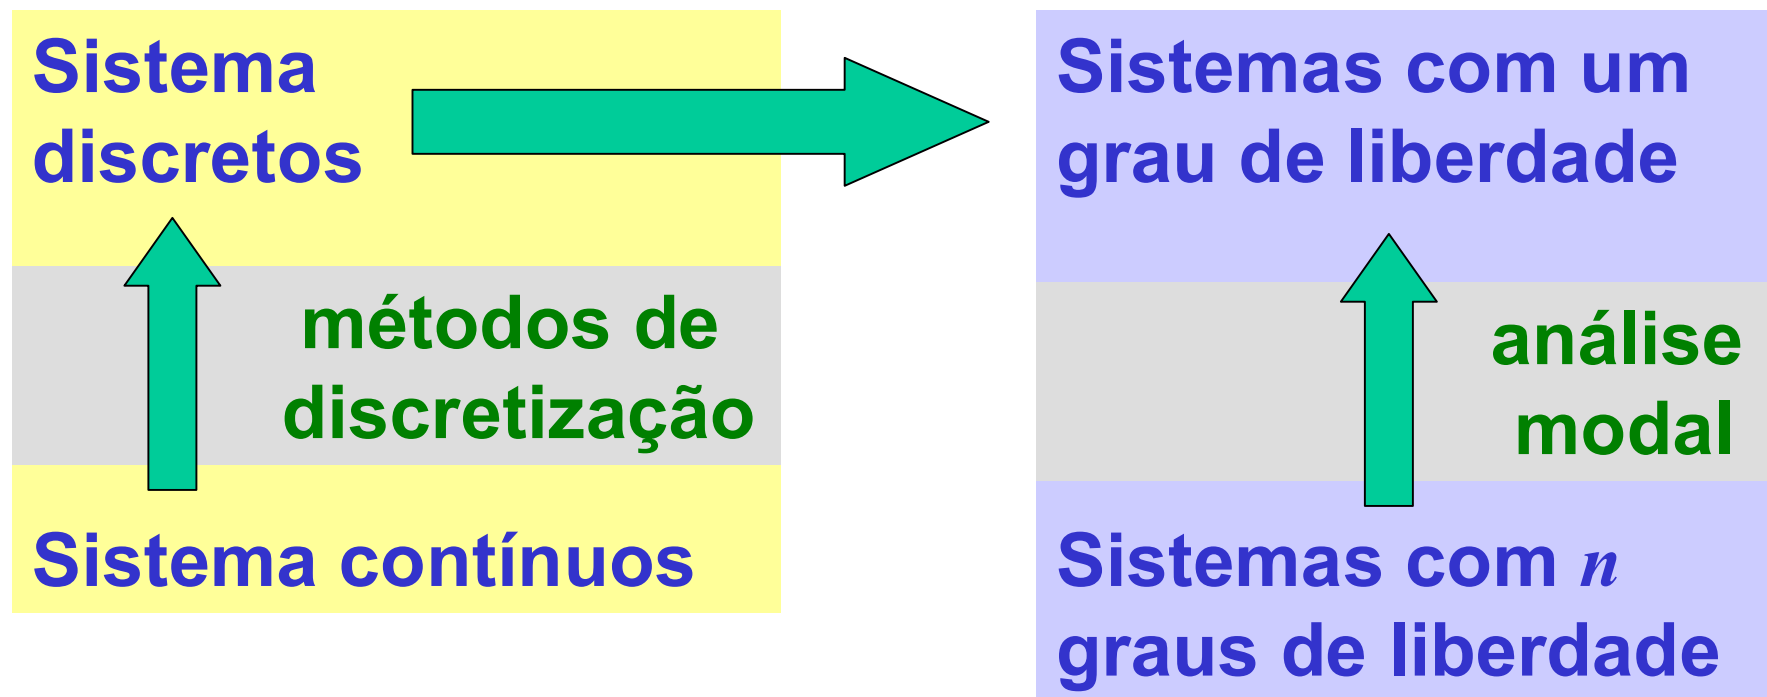 Sistema
discretos
métodos de
discretização
Sistema contínuos
Sistemas com um
grau de liberdade
análise
modal
Sistemas com n
graus de liberdade